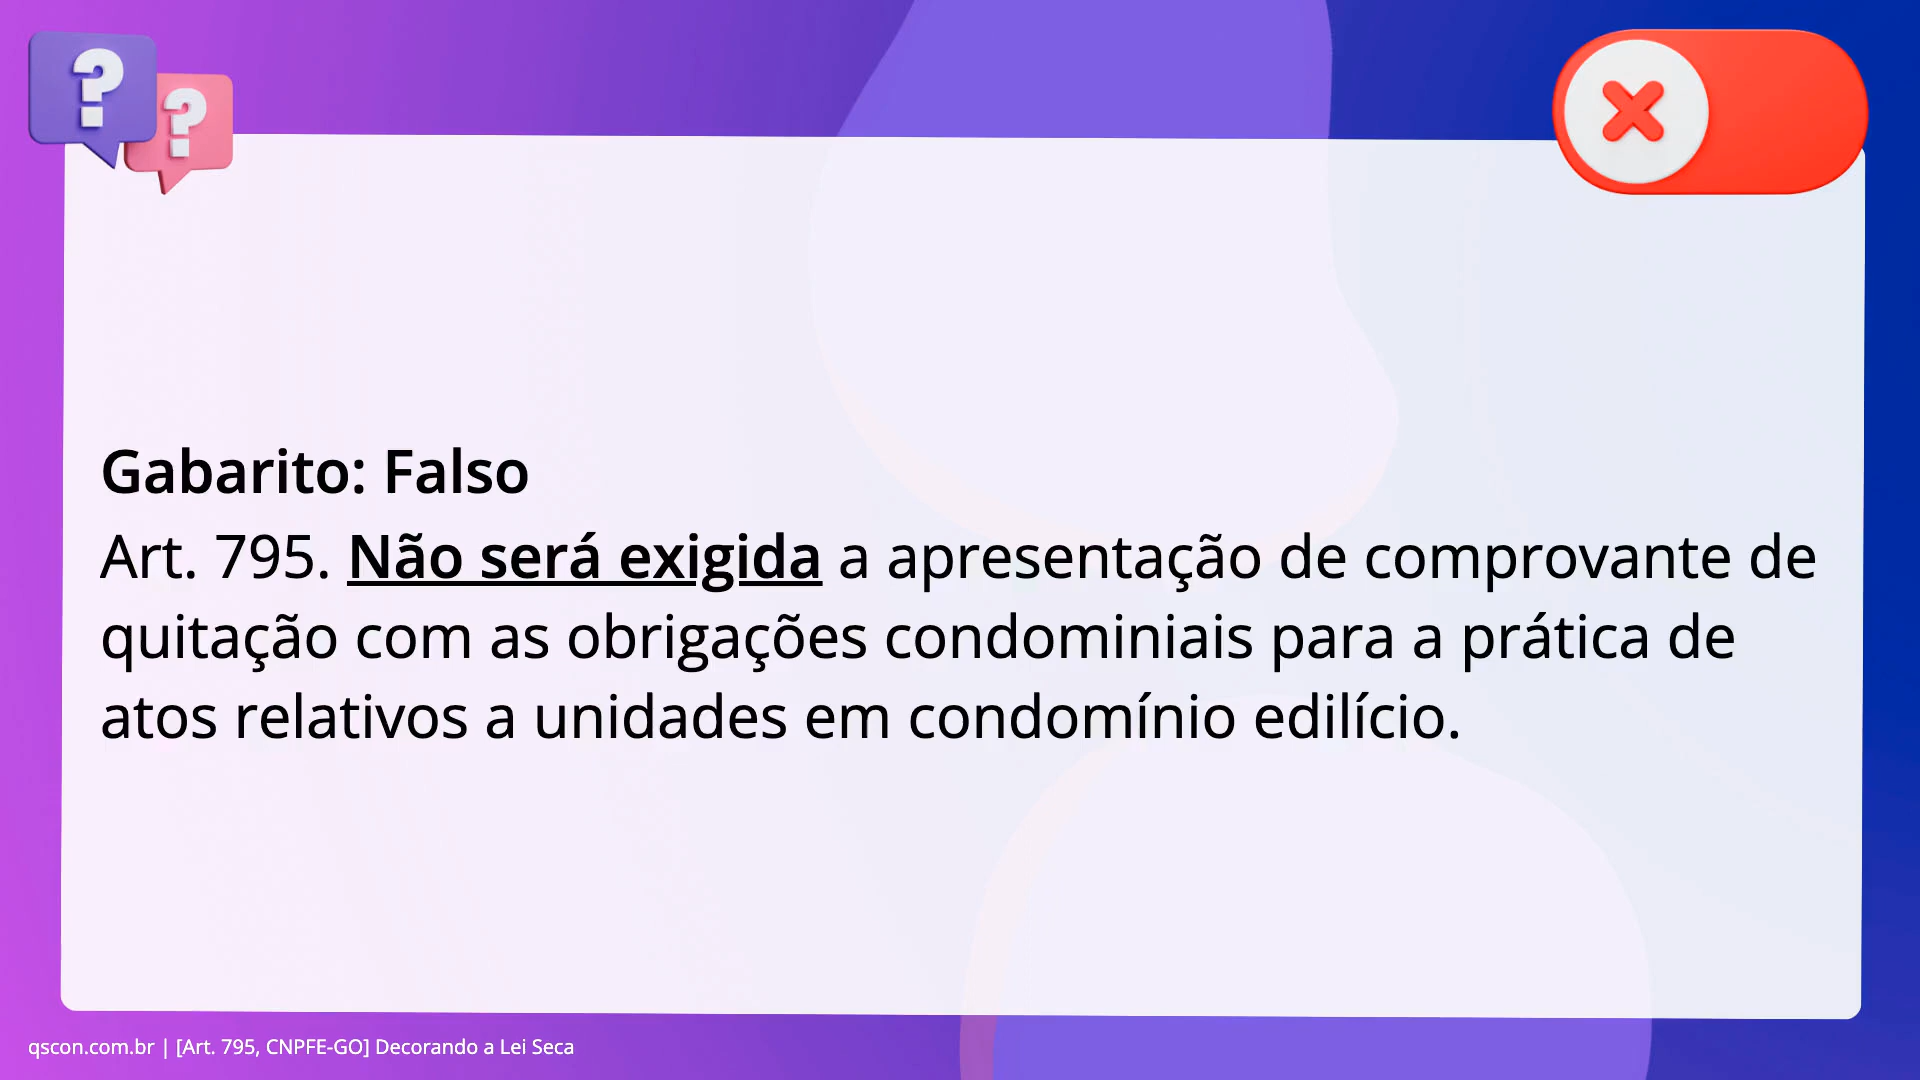 Gabarito: Falso
Art. 795. Não será exigida a apresentação de comprovante de
quitação com as obrigações condominiais para a prática de
atos relativos a unidades em condomínio edilício.
qscon.com.br | [Art. 795, CNPFE-GO] Decorando a Lei Seca